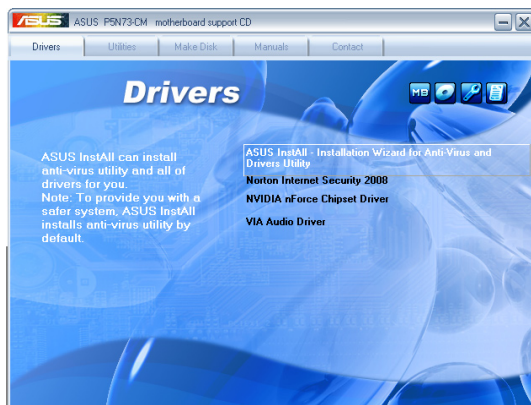 ASUS ASUS P5N73-CM motherboard support CD
Drivers Utilities Make Disk Manuals Contact
Drivers
MB
ASUS InstAll can install
anti-virus utility and all of
drivers for you.
Note: To provide you with a
safer system, ASUS InstAll
installs anti-virus utility by
default.
ASUS InstAll - Installation Wizard for Anti-Virus and
Drivers Utility
Norton Internet Security 2008
NVIDIA nForce Chipset Driver
VIA Audio Driver